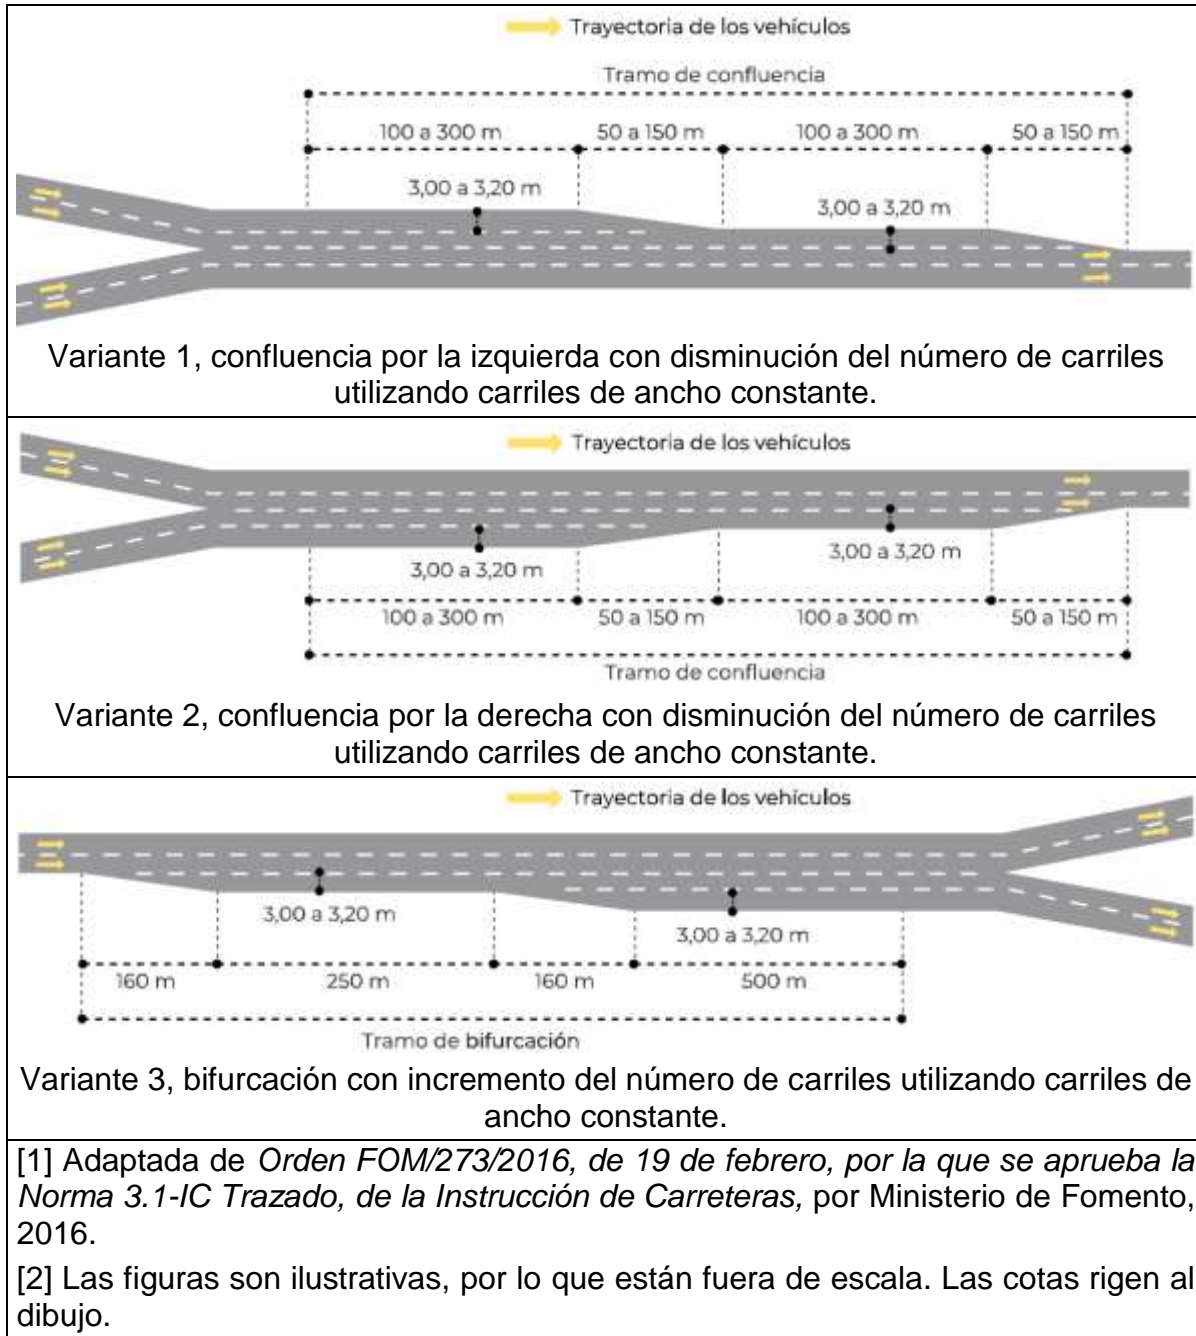 Trayectoria de los vehículos
Tramo de confluencia
100 a 300 m 50 a 150 m 100 a 300 m 50 a 150 m
3,00 a 3,20 m
3,00 a 3,20 m
Variante 1, confluencia por la izquierda con disminución del número de carriles
utilizando carriles de ancho constante.
Trayectoria de los vehículos
3,00 a 3,20 m
3,00 a 3,20 m
100 a 300 m 50 a 150 m 100 a 300 m 50 a 150 m
Tramo de confluencia
Variante 2, confluencia por la derecha con disminución del número de carriles
utilizando carriles de ancho constante.
Trayectoria de los vehículos
3,00 a 3,20 m
3,00 a 3,20 m
160 m 250 m 160 m 500 m
Tramo de bifurcación
Variante 3, bifurcación con incremento del número de carriles utilizando carriles de
ancho constante.
[1] Adaptada de Orden FOM/273/2016, de 19 de febrero, por la que se aprueba la
Norma 3.1-IC Trazado, de la Instrucción de Carreteras, por Ministerio de Fomento,
2016.
[2] Las figuras son ilustrativas, por lo que están fuera de escala. Las cotas rigen al
dibujo.